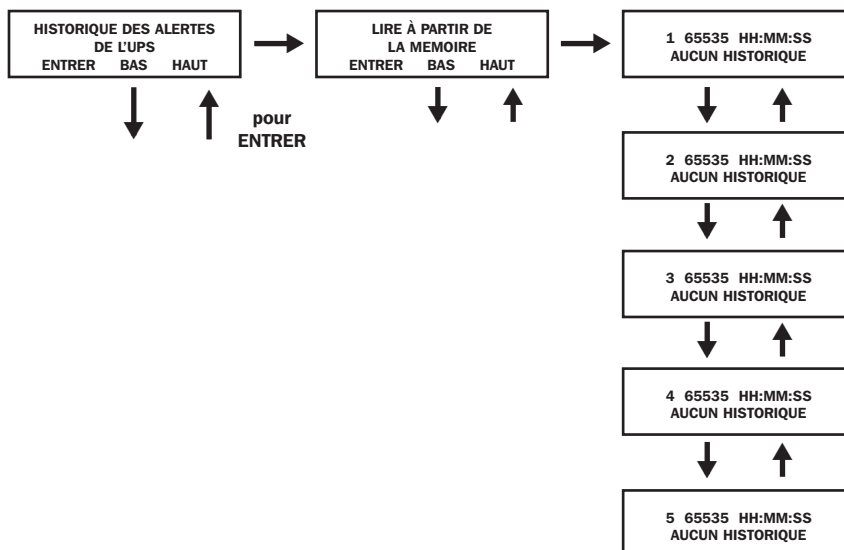 HISTORIQUE DES ALERTES
DE L'UPS
ENTRER BAS HAUT
pour
ENTRER
LIRE À PARTIR DE
LA MEMOIRE
ENTRER BAS HAUT
1 65535 HH:MM:SS
AUCUN HISTORIQUE
2 65535 HH:MM:SS
AUCUN HISTORIQUE
3 65535 HH:MM:SS
AUCUN HISTORIQUE
4 65535 HH:MM:SS
AUCUN HISTORIQUE
5 65535 HH:MM:SS
AUCUN HISTORIQUE